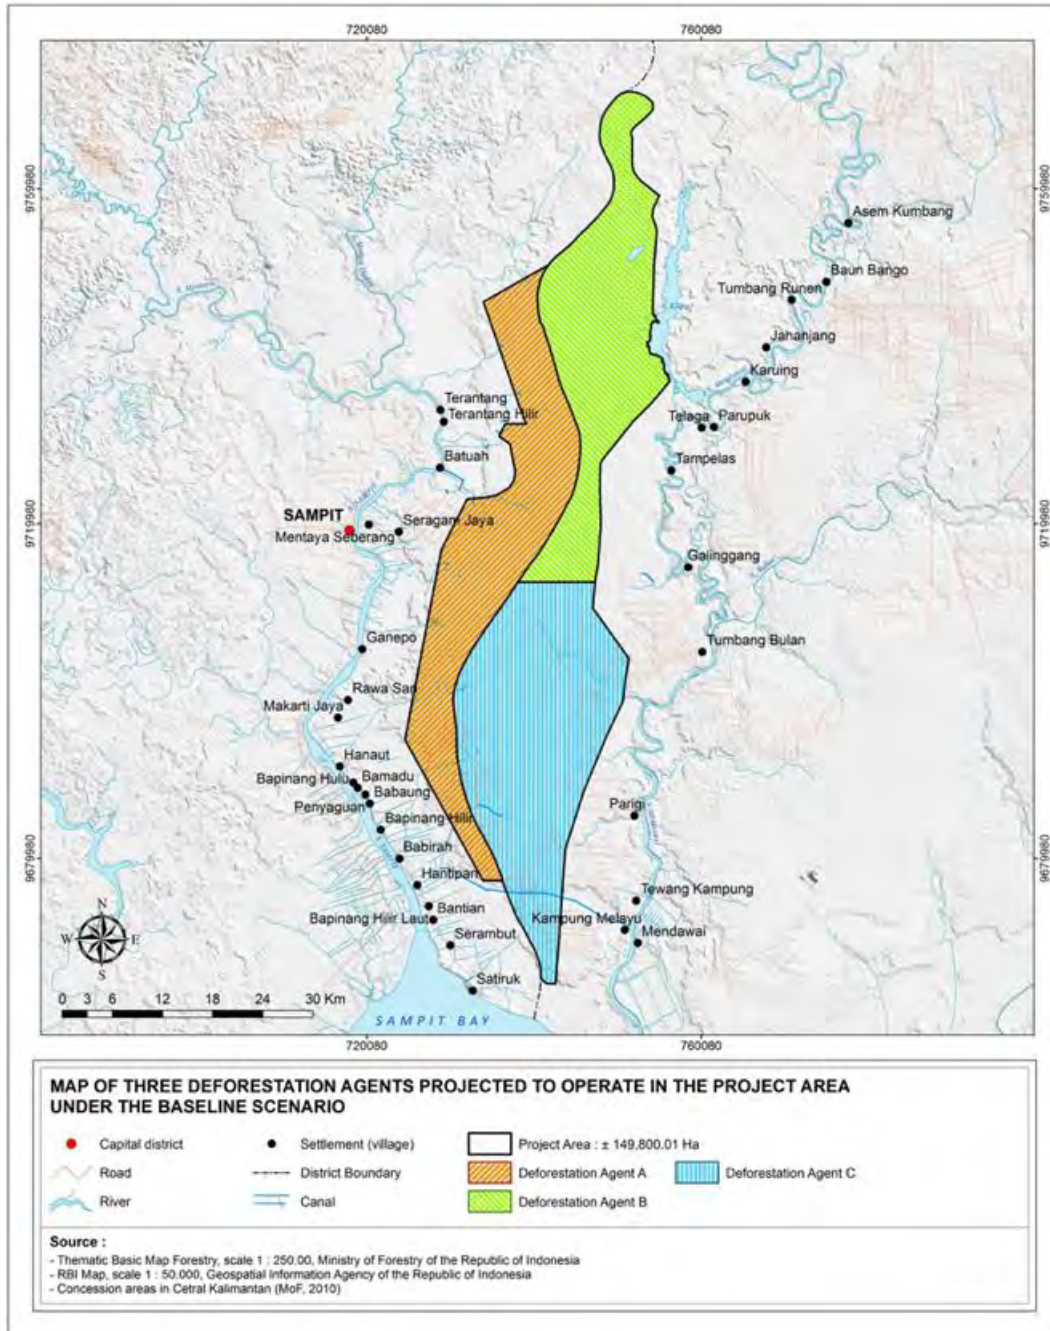 720080
760080
9759980
9759980
Asem Kumbang
Baun Bango
Tumbang Runen
Jahanjang
Karuing
Terantang
Terantang Hilir
Telaga
Parupuk
Batuah
Tampelas
SAMPIT
Seragam Jaya
Mentaya Seberang
9719980
9719980
Galinggang
Ganepo
Tumbang Bulan
Rawa Sari
Makarti Jaya
Hanaut
Bapinang Hulu
Bamadu
Babaung
Penyaguan
Bapinang Hilir
Parigi
Babirah
9679980
9679980
Hantipan
Tewang Kampung
Bantian
Bapinang Hilir Laut
Kampung Melayu
Serambut
Mendawai
Satiruk
N
W E
S
0 3 6 12 18 24 30 Km
SAMPIT BAY
720080
760080
MAP OF THREE DEFORESTATION AGENTS PROJECTED TO OPERATE IN THE PROJECT AREA
UNDER THE BASELINE SCENARIO
Capital district
Settlement (village)
Project Area : ± 149,800.01 Ha
Road
District Boundary
Deforestation Agent A
Deforestation Agent C
River
Canal
Deforestation Agent B
Source :
- Thematic Basic Map Forestry, scale 1 : 250.00, Ministry of Forestry of the Republic of Indonesia
- RBI Map, scale 1 : 50.000, Geospatial Information Agency of the Republic of Indonesia
- Concession areas in Cetral Kalimantan (MoF, 2010)